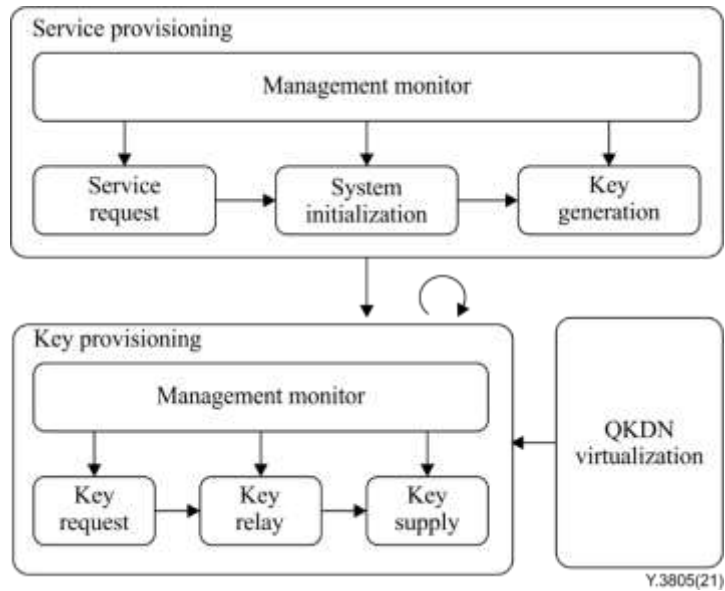 Service provisioning
Management monitor
Service
request
System
initialization
Key
generation
Key provisioning
Management monitor
Key
request
Key
relay
Key
supply
QKDN
virtualization
Y.3805(21)